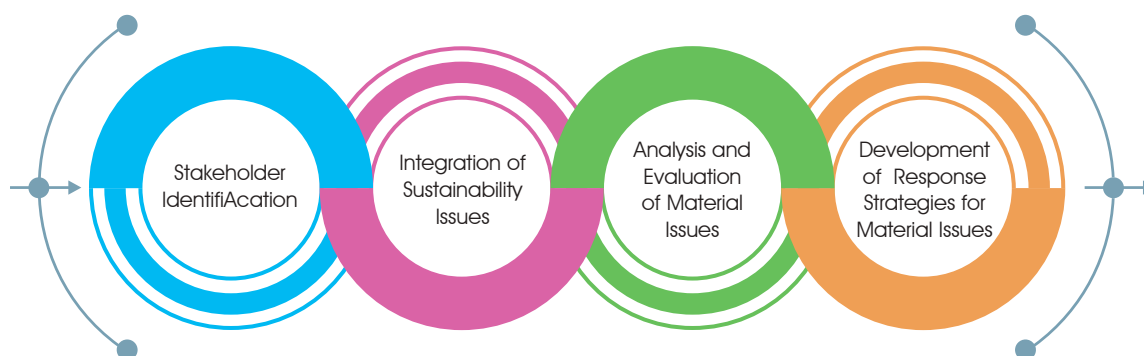 Stakeholder
IdentifiAcation
Integration of
Sustainability
Issues
Analysis and
Evaluation
of Material
Issues
Development
of Response
Strategies for
Material Issues